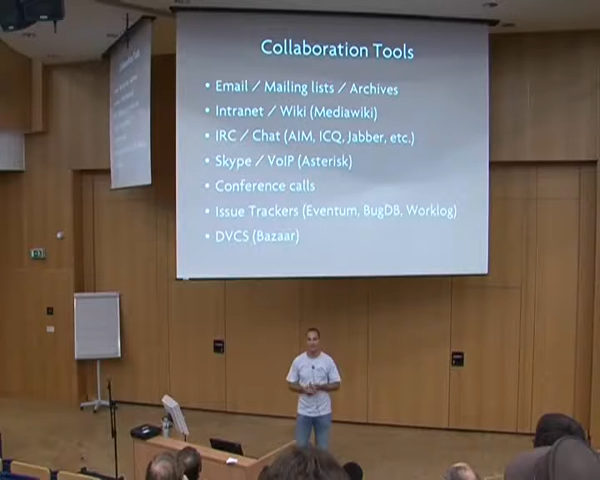 Collaboration Tools
• Email / Mailing lists / Archives
• Intranet / Wiki (Mediawiki)
• IRC / Chat (AIM, ICQ, Jabber, etc.)
• Skype / VoIP (Asterisk)
• Conference calls
• Issue Trackers (Eventum, BugDB, Worklog)
• DVCS (Bazaar)